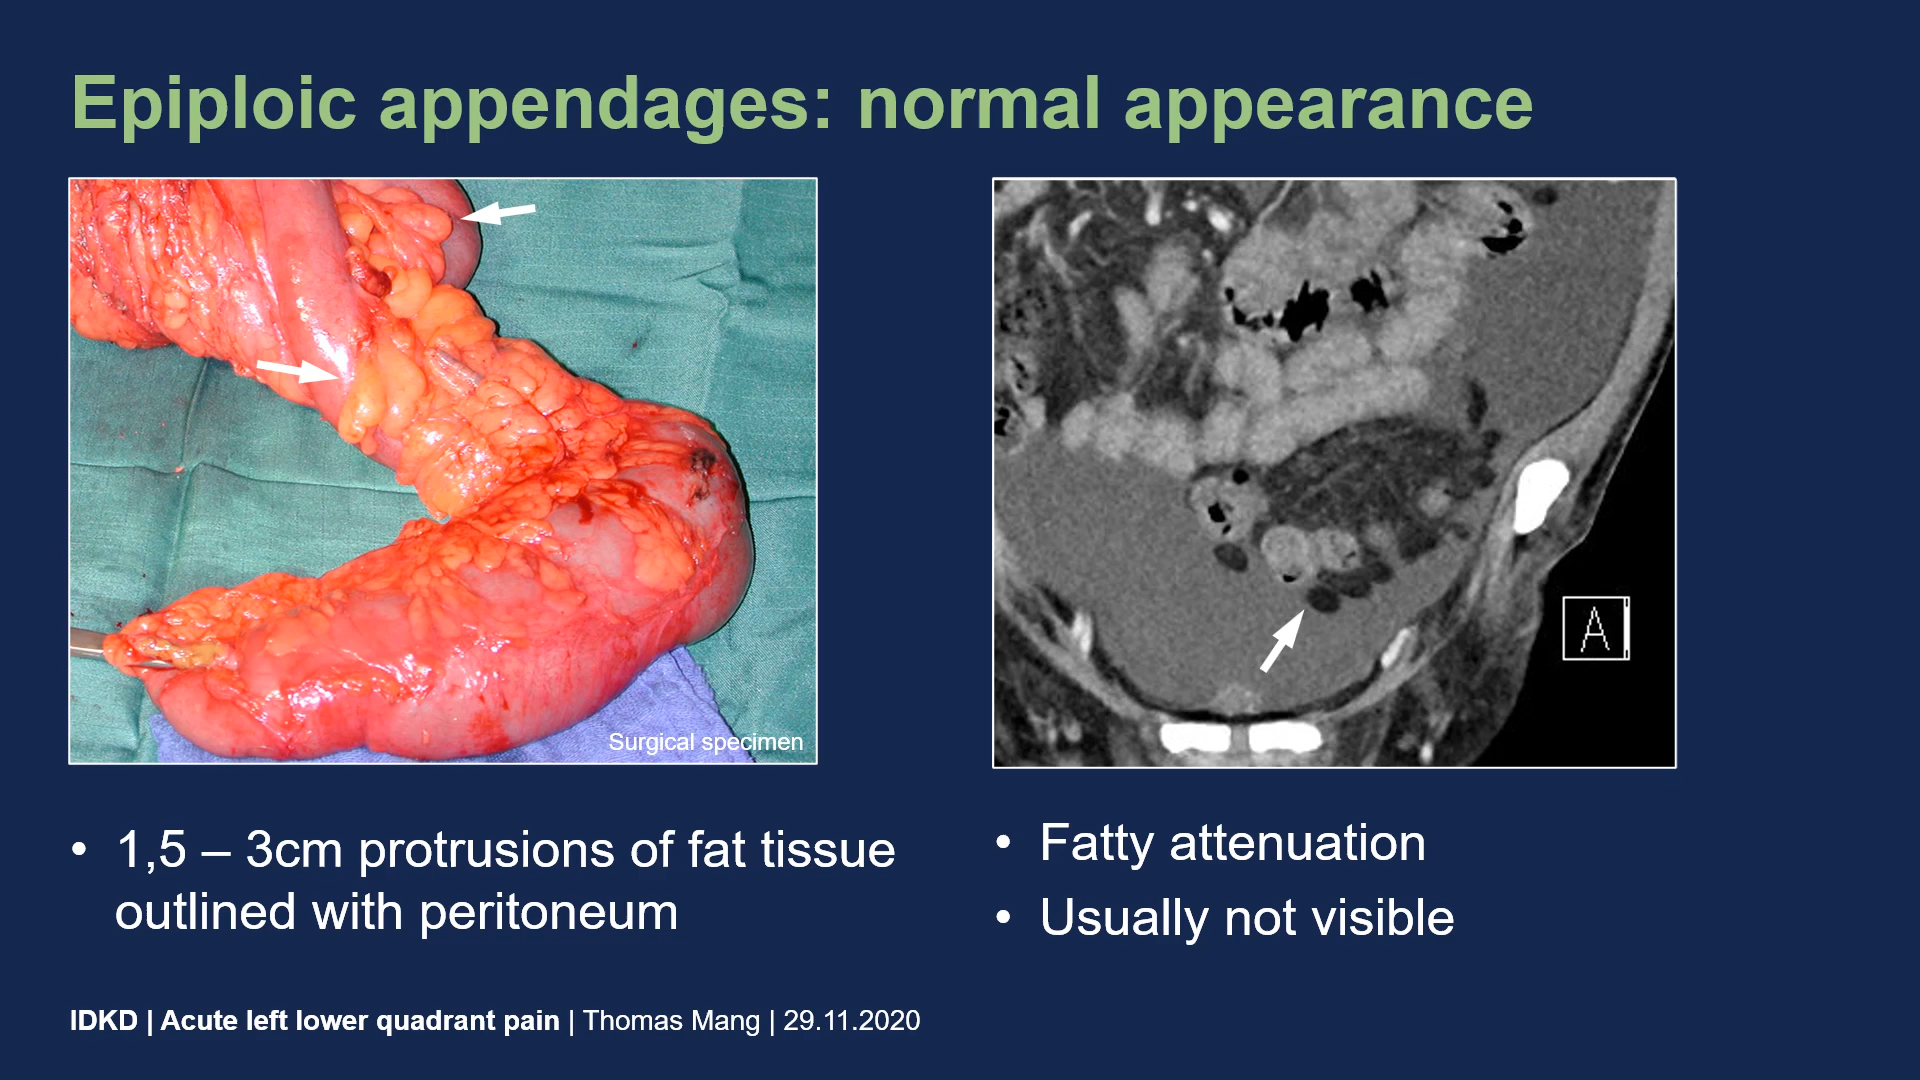 Epiploic appendages: normal appearance
Surgical specimen
A
• 1,5 – 3cm protrusions of fat tissue
outlined with peritoneum
• Fatty attenuation
• Usually not visible
IDKD | Acute left lower quadrant pain | Thomas Mang | 29.11.2020